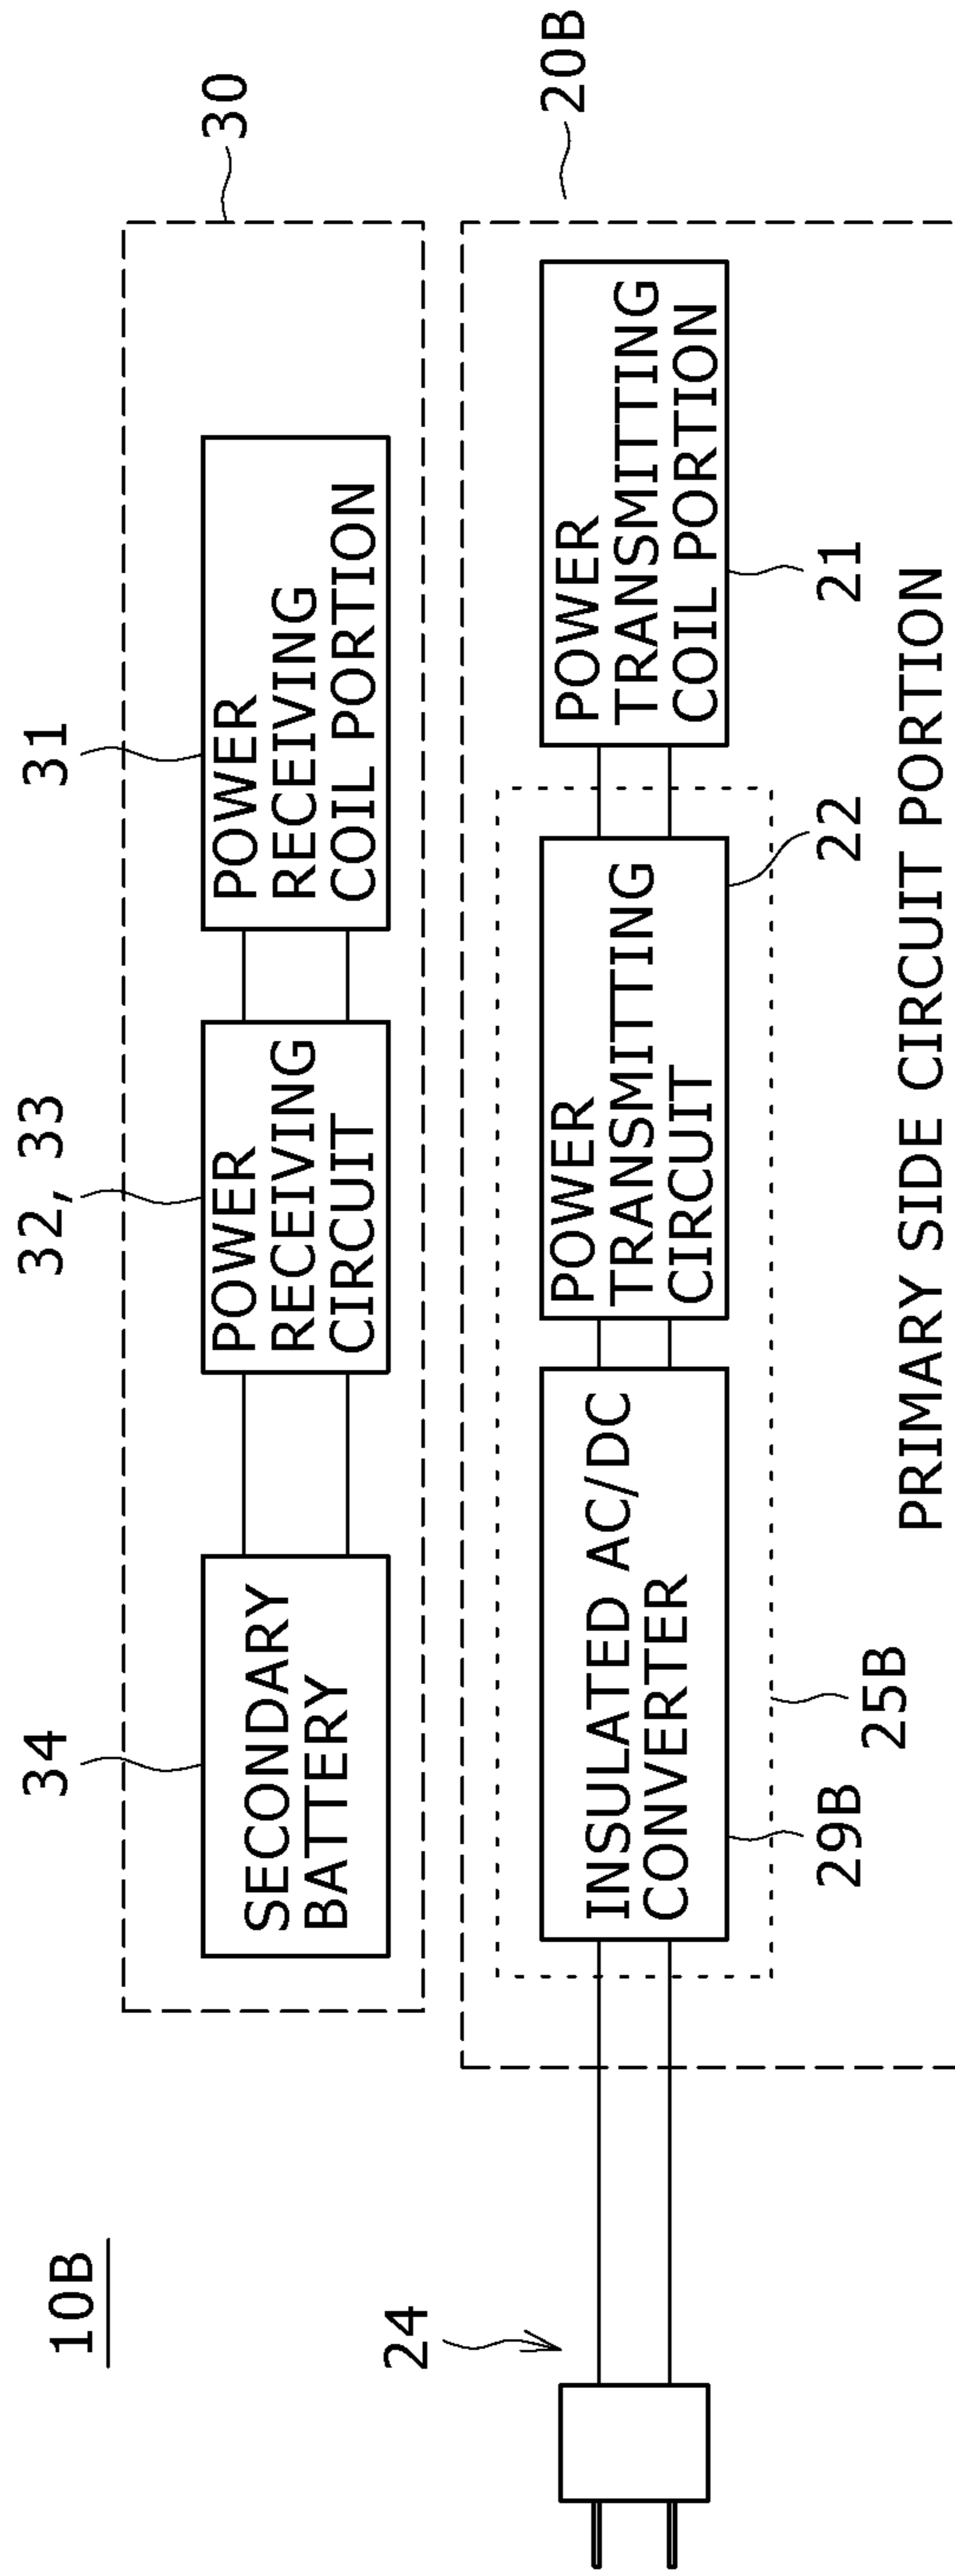 10B
34
32, 33
31
30
SECONDARY
BATTERY
POWER
RECEIVING
CIRCUIT
POWER
RECEIVING
COIL PORTION
20B
24
INSULATED AC/DC
CONVERTER
POWER
TRANSMITTING
CIRCUIT
POWER
TRANSMITTING
COIL PORTION
29B
25B
22
21
PRIMARY SIDE CIRCUIT PORTION